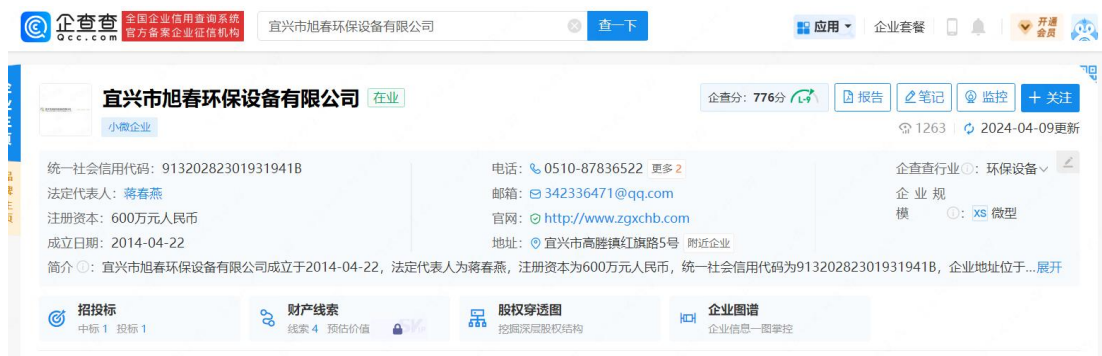 企查查 全国企业信用查询系统
Qcc.com 官方备案企业征信机构
宜兴市旭春环保设备有限公司 查一下 应用 企业套餐 开通会员
宜兴市旭春环保设备有限公司 在业
企查分：776分 L-9 报告 笔记 监控 + 关注
小微企业
1263 2024-04-09更新
统一社会信用代码：91320282301931941B 电话：0510-87836522 更多2 企查查行业：环保设备
法定代表人：蒋春燕 邮箱：342336471@qq.com 企业规模：XS 微型
注册资本：600万元人民币 官网：http://www.zgxchb.com
成立日期：2014-04-22 地址：宜兴市高塍镇红旗路5号 附近企业
简介：宜兴市旭春环保设备有限公司成立于2014-04-22，法定代表人为蒋春燕，注册资本为600万元人民币，统一社会信用代码为91320282301931941B，企业地址位于...展开
招投标 财产线索 股权穿透图 企业图谱
中标 1 投标 1 线索 4 预估价值 挖掘深层股权结构 企业信息一图掌控